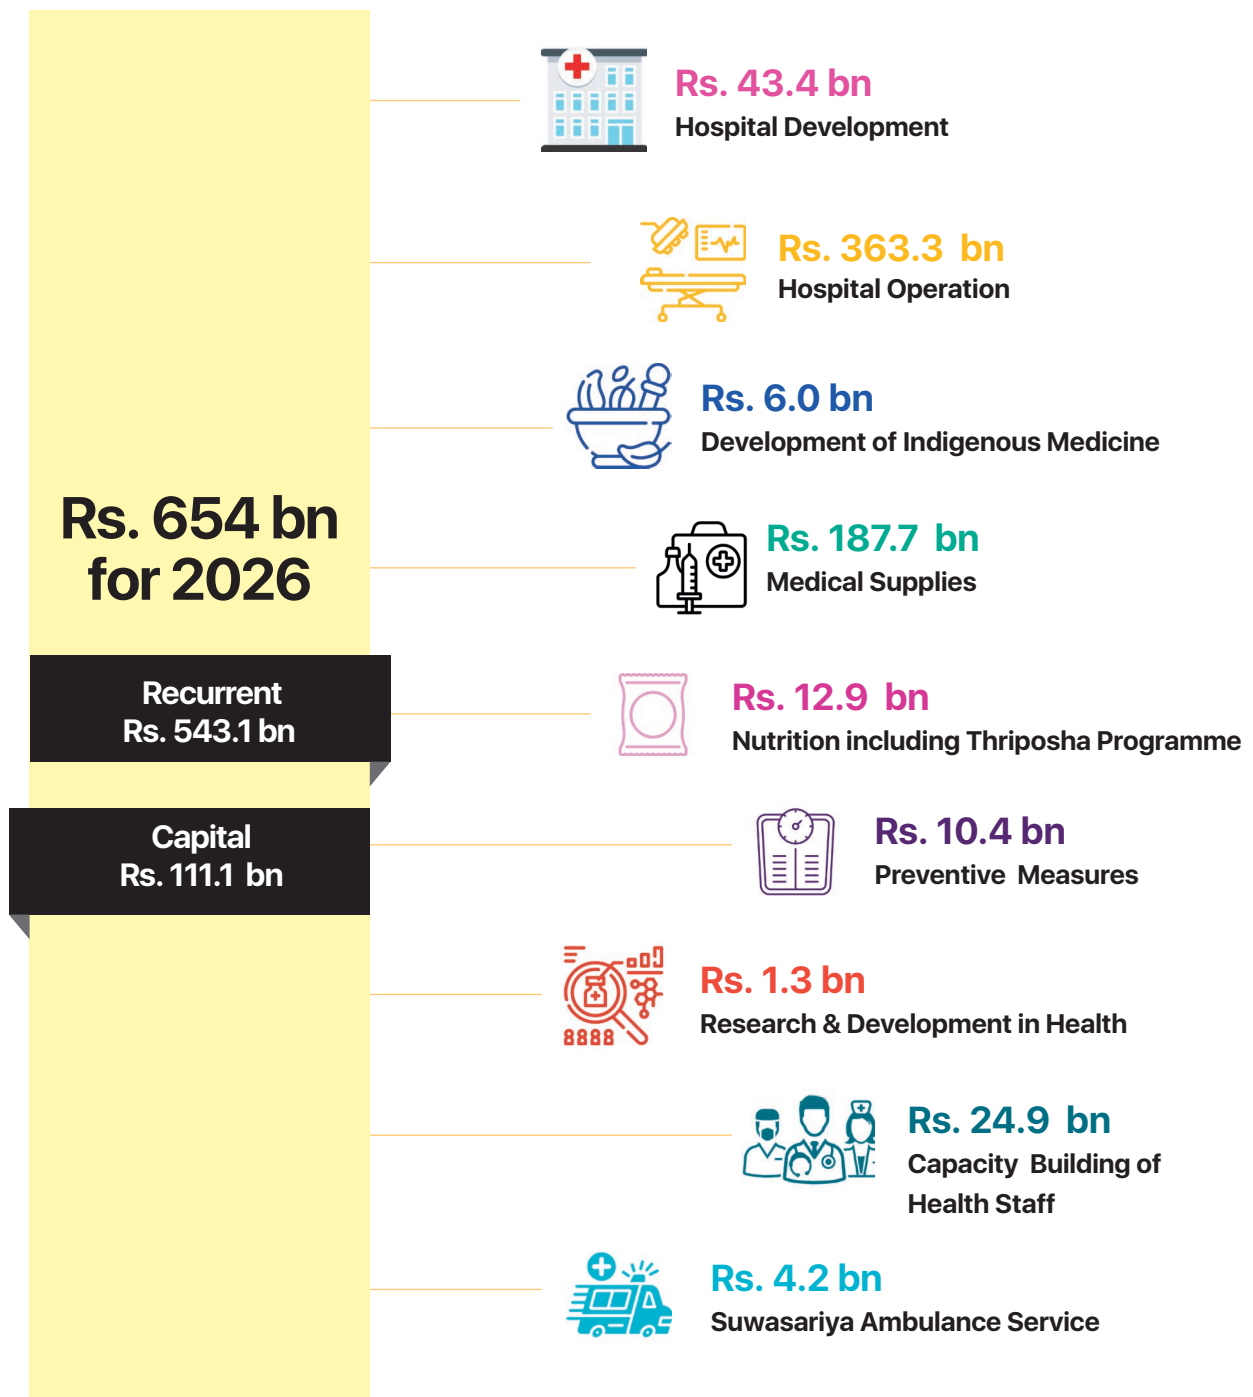 Rs. 654 bn
for 2026
Recurrent
Rs. 543.1 bn
Capital
Rs. 111.1 bn
Rs. 43.4 bn
Hospital Development
Rs. 363.3 bn
Hospital Operation
Rs. 6.0 bn
Development of Indigenous Medicine
Rs. 187.7 bn
Medical Supplies
Rs. 12.9 bn
Nutrition including Thriposha Programme
Rs. 10.4 bn
Preventive Measures
Rs. 1.3 bn
Research & Development in Health
8888
Rs. 24.9 bn
Capacity Building of
Health Staff
Rs. 4.2 bn
Suwasariya Ambulance Service